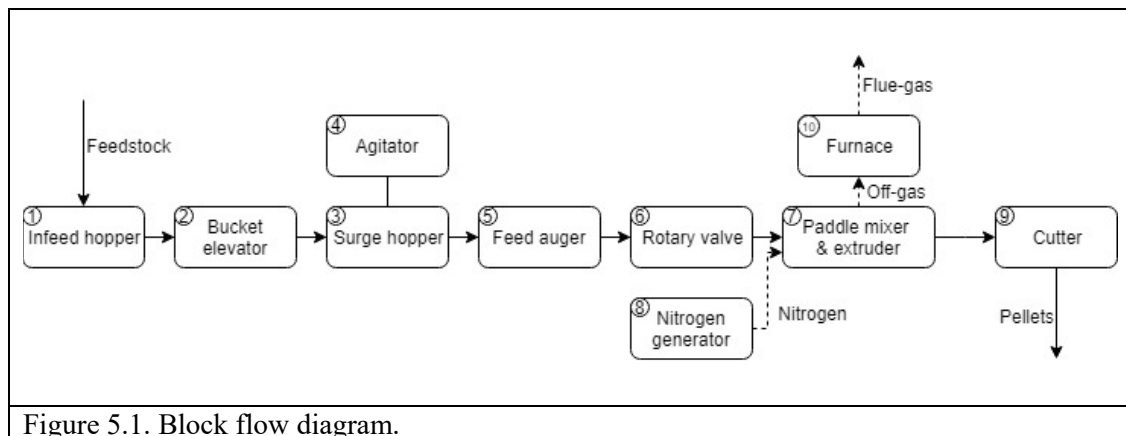 Flue-gas
⑩
Furnace
④
Agitator
Feedstock
Off-gas
①
Infeed hopper
②
Bucket
elevator
③
Surge hopper
⑤
Feed auger
⑥
Rotary valve
⑦
Paddle mixer
& extruder
⑨
Cutter
⑧
Nitrogen
generator
Nitrogen
Pellets
Figure 5.1. Block flow diagram.